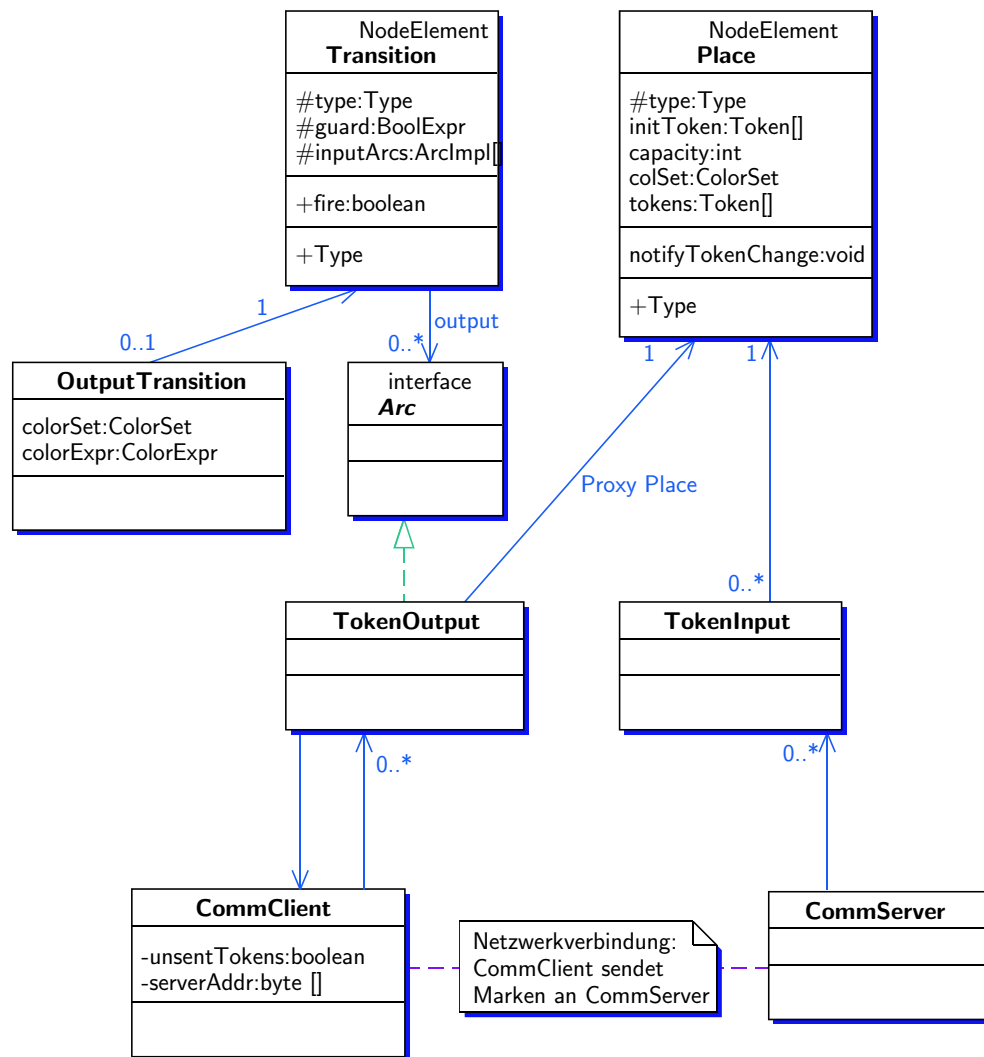 NodeElement
Transition
#type:Type
#guard:BoolExpr
#inputArcs:ArcImpl[]
+fire:boolean
+Type
NodeElement
Place
#type:Type
initToken:Token[]
capacity:int
colSet:ColorSet
tokens:Token[]
notifyTokenChange:void
+Type
1
0..1
output
0..*
1
1
OutputTransition
colorSet:ColorSet
colorExpr:ColorExpr
interface
Arc
Proxy Place
0..*
TokenOutput
TokenInput
0..*
0..*
CommClient
-unsentTokens:boolean
-serverAddr:byte []
Netzwerkverbindung:
CommClient sendet
Marken an CommServer
CommServer